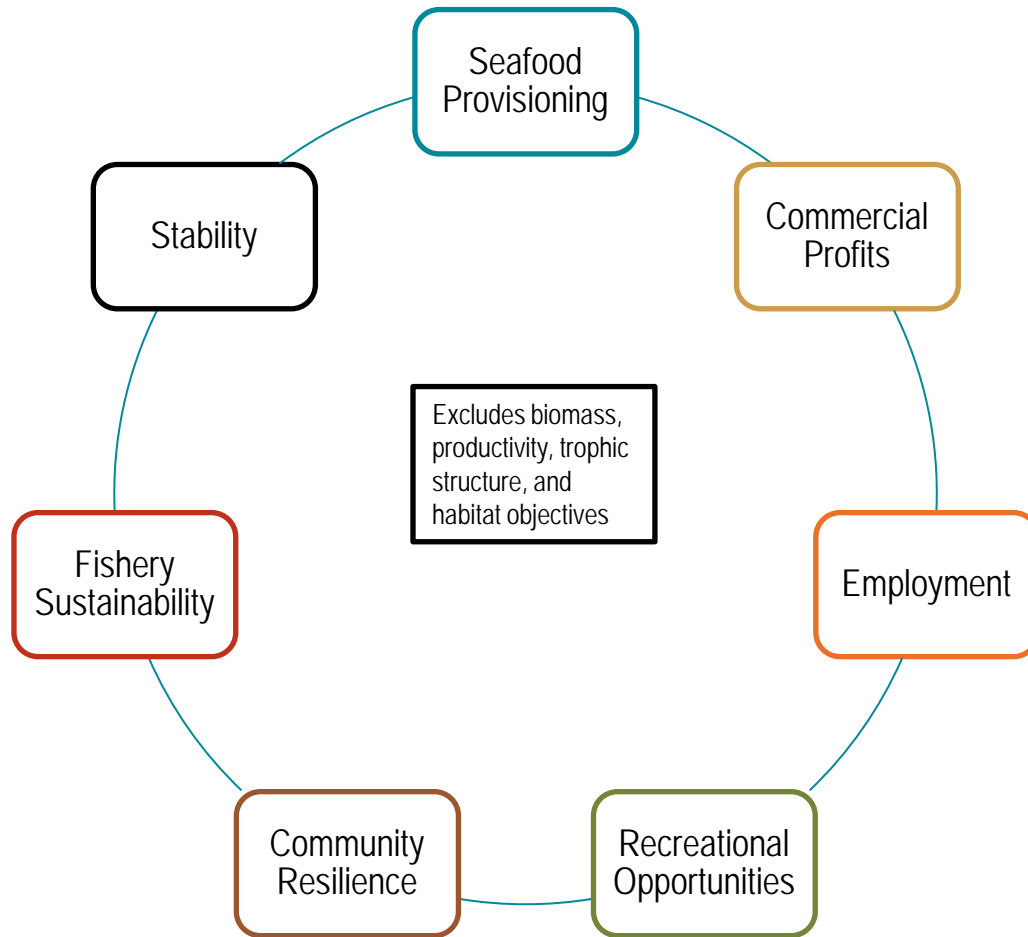 Seafood
Provisioning
Commercial
Profits
Employment
Recreational
Opportunities
Community
Resilience
Fishery
Sustainability
Stability
Excludes biomass,
productivity, trophic
structure, and
habitat objectives